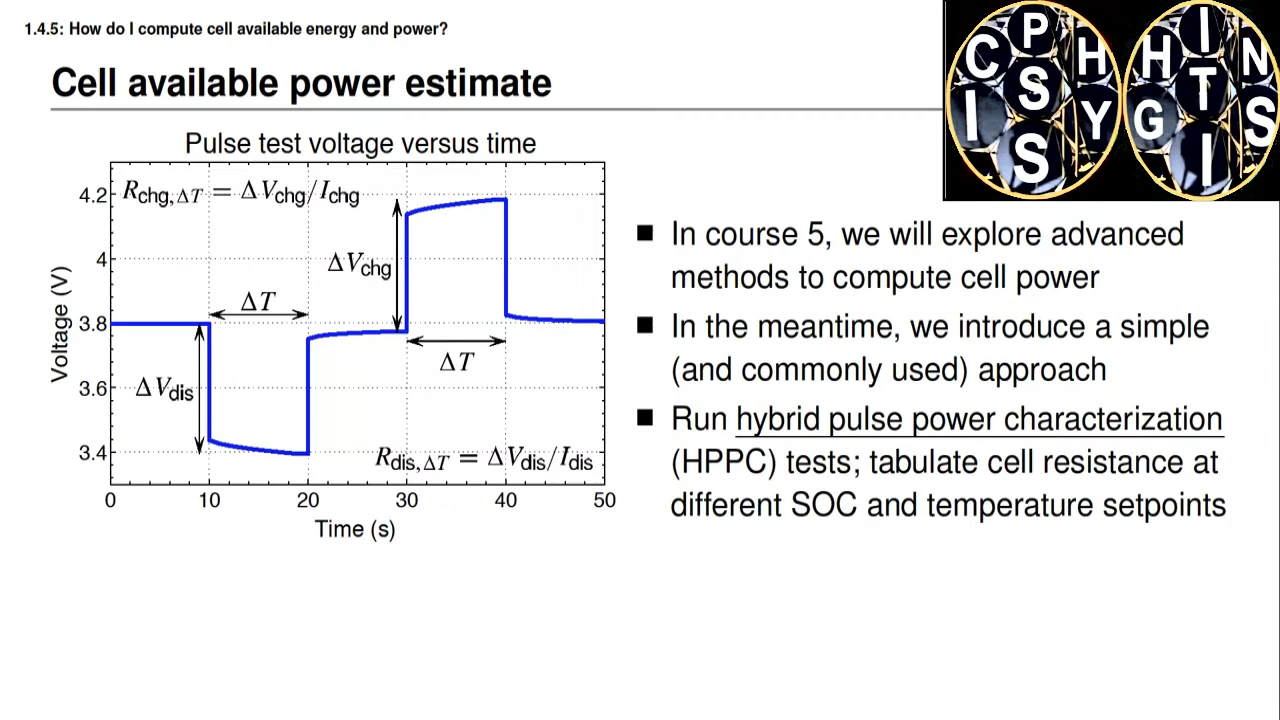 1.4.5: How do I compute cell available energy and power?
Cell available power estimate
Pulse test voltage versus time
R_chg,ΔT = ΔV_chg/I_chg
ΔV_chg
ΔT
ΔT
ΔV_dis
R_dis,ΔT = ΔV_dis/I_dis
Voltage (V)
4.2
4
3.8
3.6
3.4
0 10 20 30 40 50
Time (s)
■ In course 5, we will explore advanced
methods to compute cell power
■ In the meantime, we introduce a simple
(and commonly used) approach
■ Run hybrid pulse power characterization
(HPPC) tests; tabulate cell resistance at
different SOC and temperature setpoints
P
C H
S
I Y
S
I
H N
T
G S
I